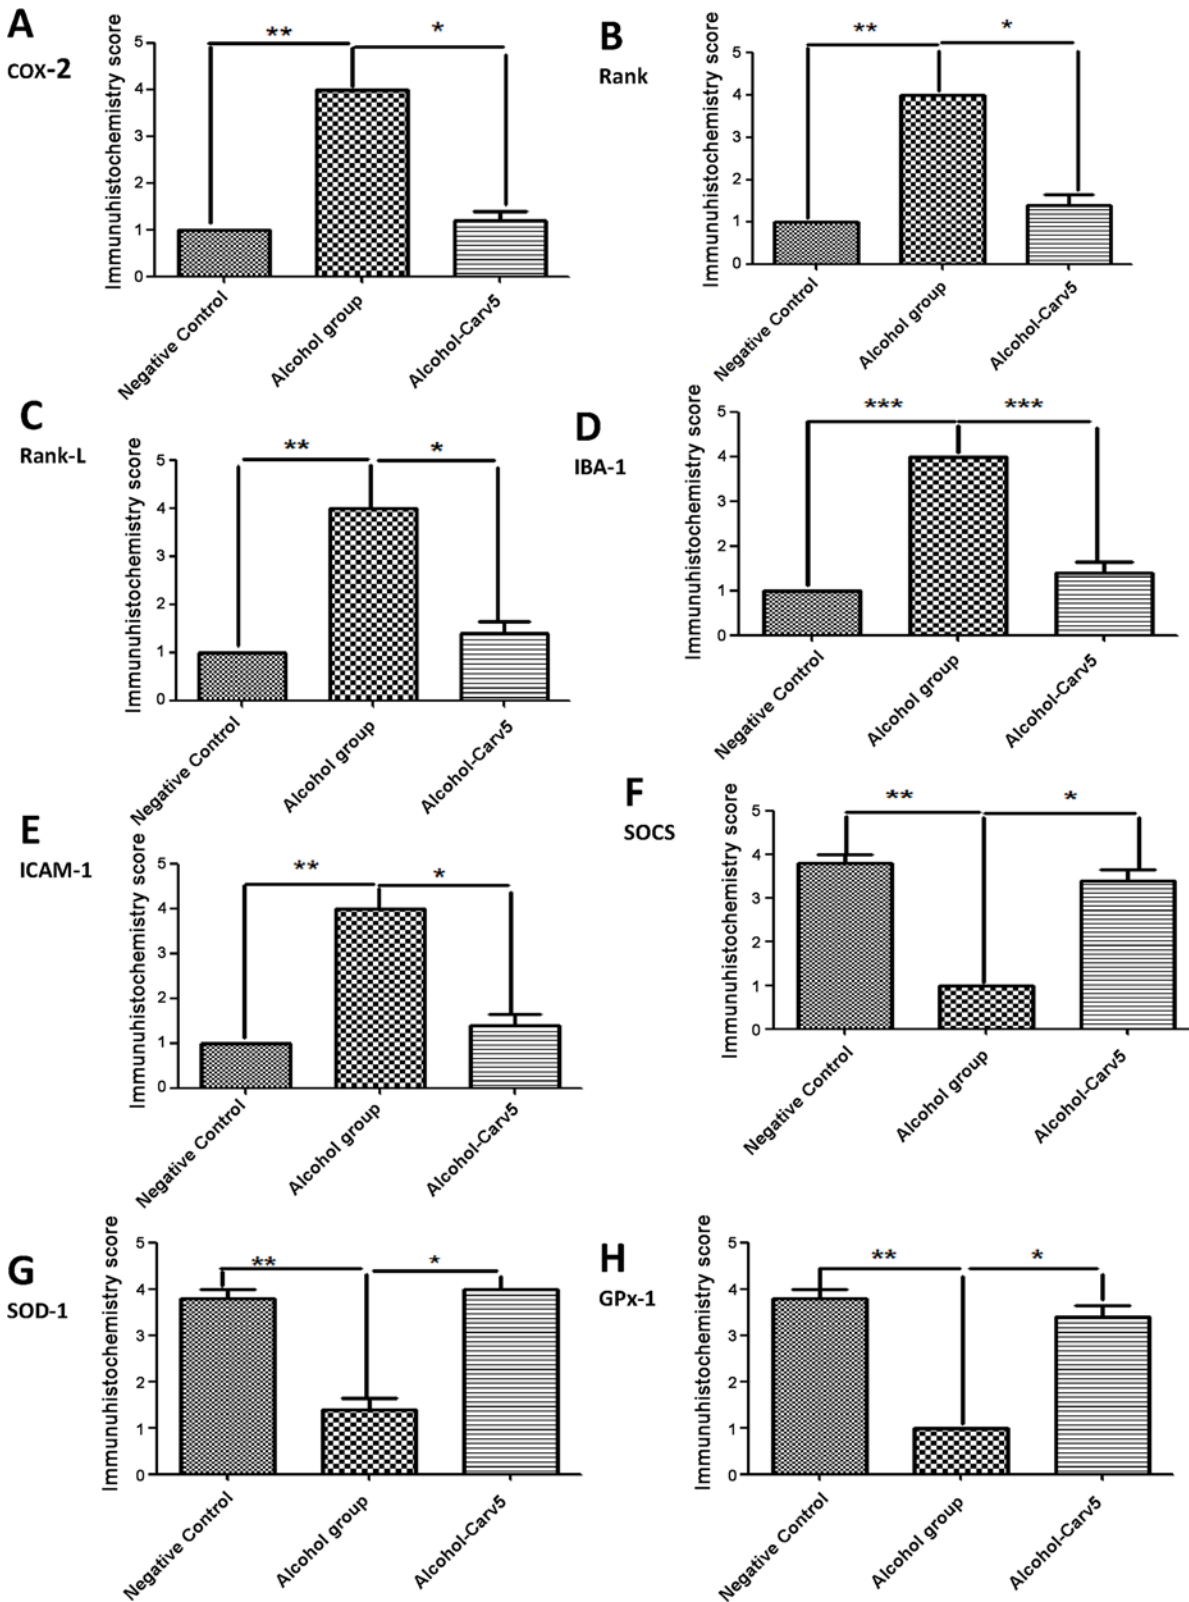 A
COX-2
Immunuhistochemistry score
5
4
3
2
1
0
**
*
Negative Control
Alcohol group
Alcohol-Carv5
B
Rank
Immunuhistochemistry score
5
4
3
2
1
0
**
*
Negative Control
Alcohol group
Alcohol-Carv5
C
Rank-L
Immunuhistochemistry score
5
4
3
2
1
0
**
*
Negative Control
Alcohol group
Alcohol-Carv5
D
IBA-1
Immunuhistochemistry score
5
4
3
2
1
0
***
***
Negative Control
Alcohol group
Alcohol-Carv5
E
ICAM-1
Immunuhistochemistry score
5
4
3
2
1
0
**
*
Negative Control
Alcohol group
Alcohol-Carv5
F
SOCS
Immunuhistochemistry score
5
4
3
2
1
0
**
*
Negative Control
Alcohol group
Alcohol-Carv5
G
SOD-1
Immunuhistochemistry score
5
4
3
2
1
0
**
*
Negative Control
Alcohol group
Alcohol-Carv5
H
GPx-1
Immunuhistochemistry score
5
4
3
2
1
0
**
*
Negative Control
Alcohol group
Alcohol-Carv5